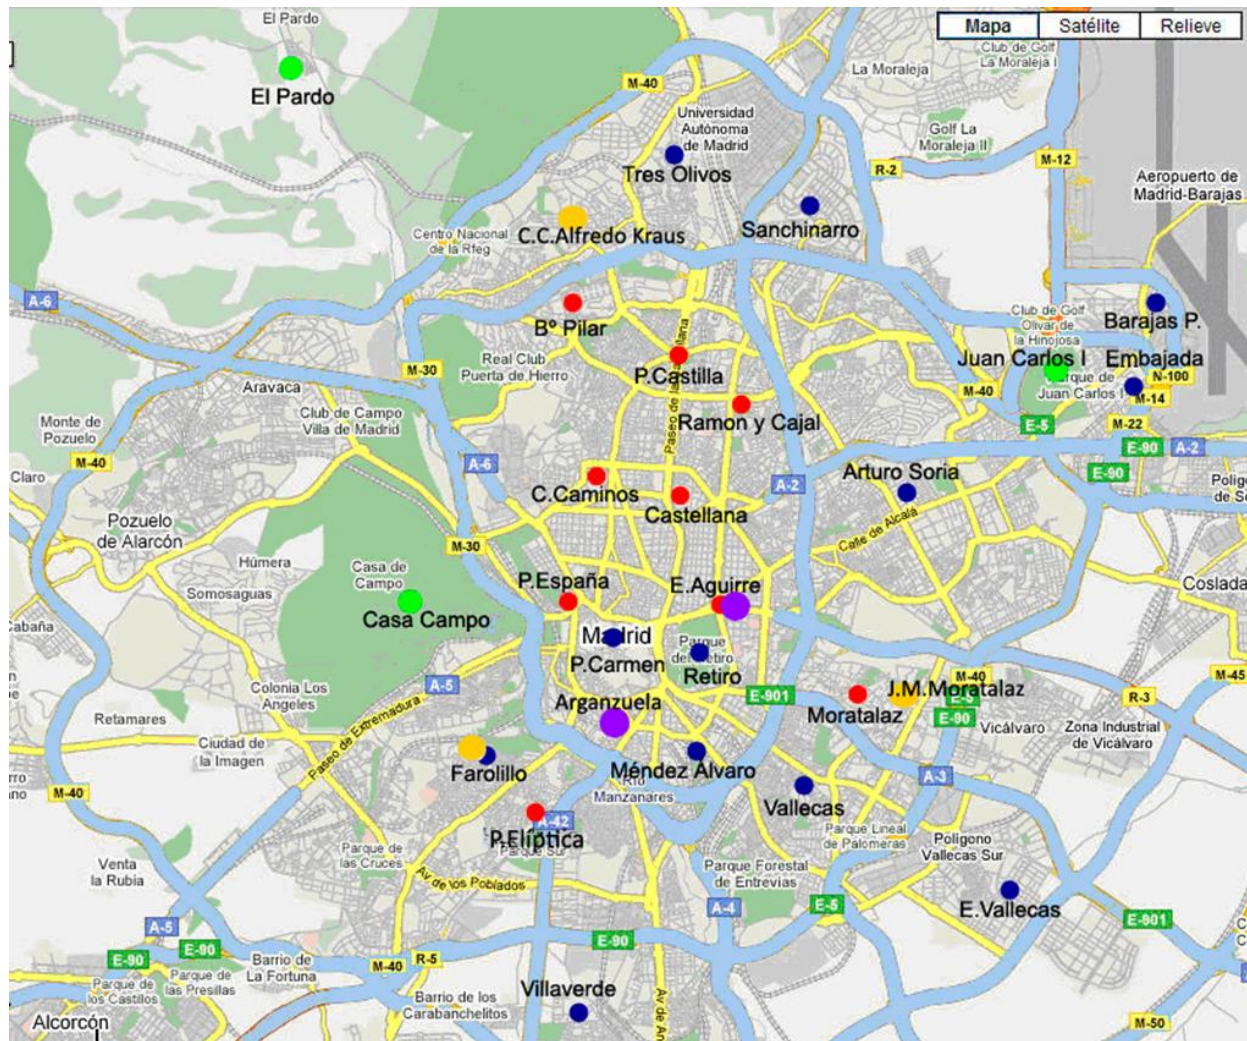 El Pardo
El Pardo
Mapa
Satélite
Relieve
Club de Golf
La Moraleja I
La Moraleja
M-40
Universidad
Autónoma
de Madrid
Golf La
Moraleja II
Tres Olivos
R-2
M-12
Aeropuerto de
Madrid-Barajas
Sanchinarro
C.C.Alfredo Kraus
Centro Nacional
de la Rfeg
A-6
Bº Pilar
Club de Golf
Olivar de
la Hinojosa
Barajas P.
Real Club
Puerta de Hierro
P.Castilla
Juan Carlos I
Embajada
Parque de
Juan Carlos I
N-100
M-14
M-30
Aravaca
M-40
Paseo de la
Ramon y Cajal
Club de Campo
Villa de Madrid
Monte de
Pozuelo
E-5
M-22
M-40
A-6
E-90
A-2
Claro
C.Caminos
A-2
Arturo Soria
E-90
Castellana
Calle de Alcalá
Pozuelo
de Alarcón
M-30
Húmera
Casa de
Campo
P.España
E.Aguirre
Coslada
Somosaguas
Casa Campo
Madrid
P.Carmen
Parque
del Retiro
Retiro
M-40
M-45
Colonia Los
Angeles
A-5
Arganzuela
E-901
Moratalaz
J.M.Moratalaz
E-90
R-3
Vicálvaro
Zona Industrial
de Vicálvaro
Retamares
Ciudad de
la Imagen
Paseo de Extremadura
Farolillo
Méndez Alvaro
Río
Manzanares
A-3
Vallecas
M-40
P.Elíptica
A-42
Parque Sur
Parque Lineal
de Palomeras
Poligono
Vallecas Sur
Venta
la Rubia
Parque de
las Cruces
Av de los Poblados
Parque Forestal
de Entrevias
E.Vallecas
A-5
E-90
E-90
A-4
E-5
E-901
E-90
Barrio de
La Fortuna
M-40
R-5
Parque de
los Castillos
Parque de
las Presillas
Barrio de los
Carabanchelitos
Villaverde
Alcorcón
M-50